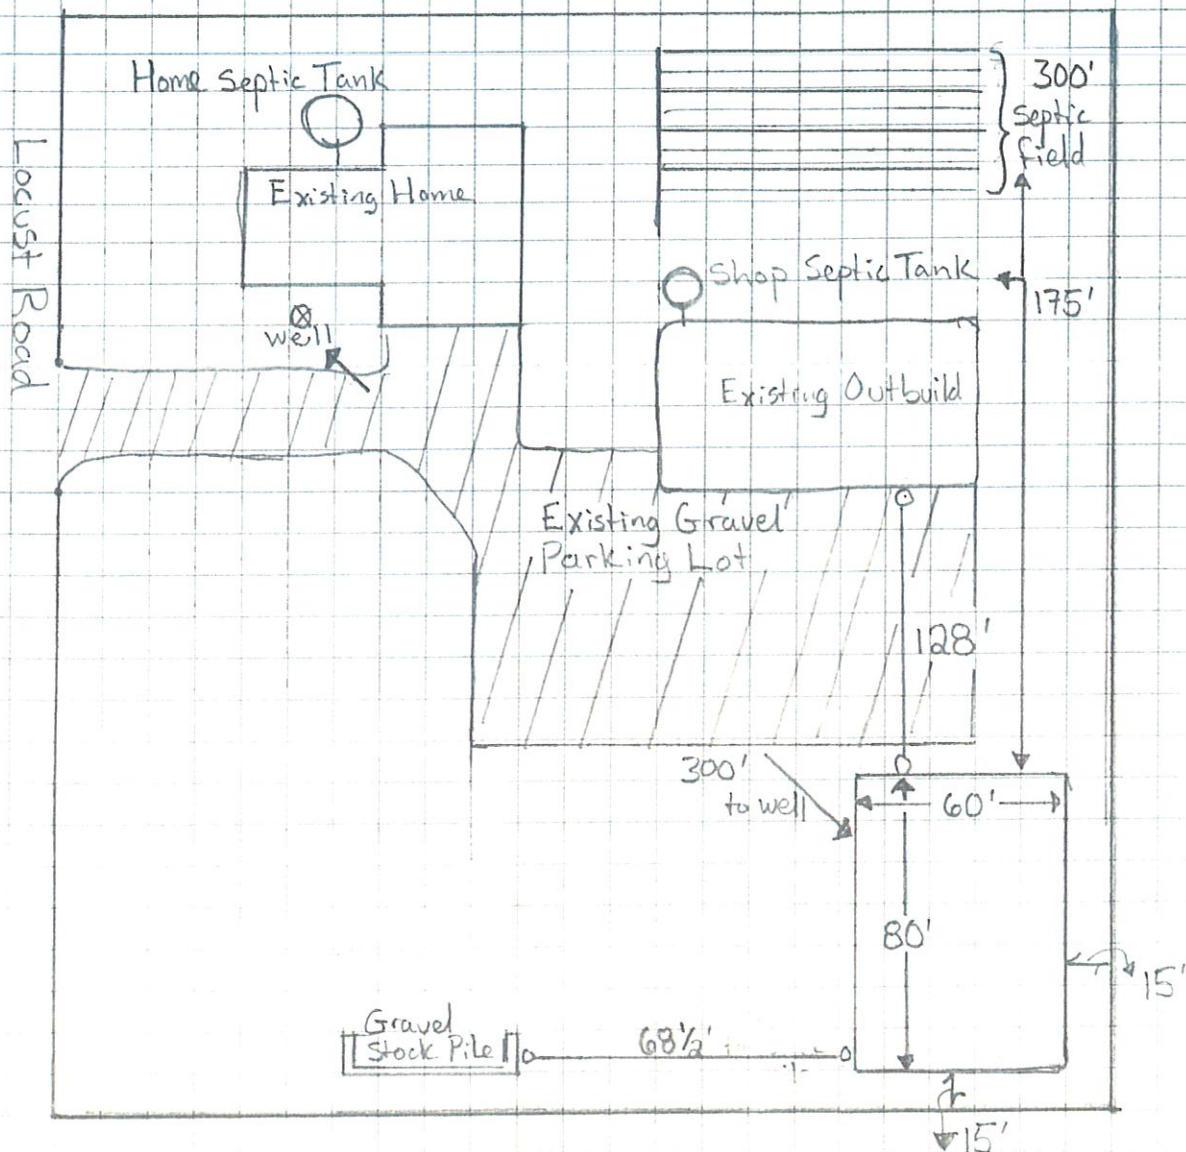 Home Septic Tank
300'
Septic
field
Existing Home
Locust Road
Shop Septic Tank
175'
well
Existing Outbuild
Existing Gravel
Parking Lot
128'
300'
to well
60'
80'
15'
Gravel
Stock Pile
68½'
15'